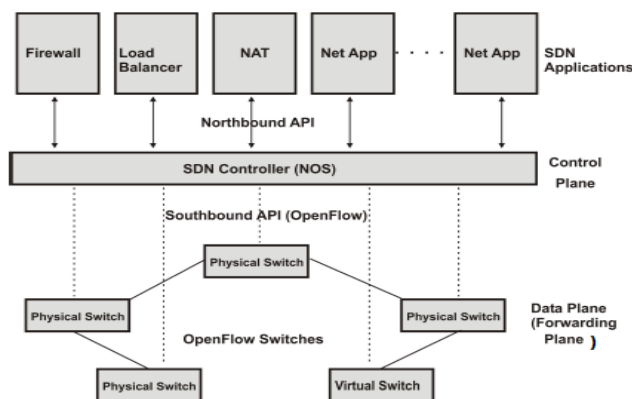 Firewall
Load
Balancer
NAT
Net App
Net App
SDN
Applications
Northbound API
SDN Controller (NOS)
Control
Plane
Southbound API (OpenFlow)
Physical Switch
Physical Switch
Physical Switch
Data Plane
(Forwarding
Plane )
OpenFlow Switches
Physical Switch
Virtual Switch